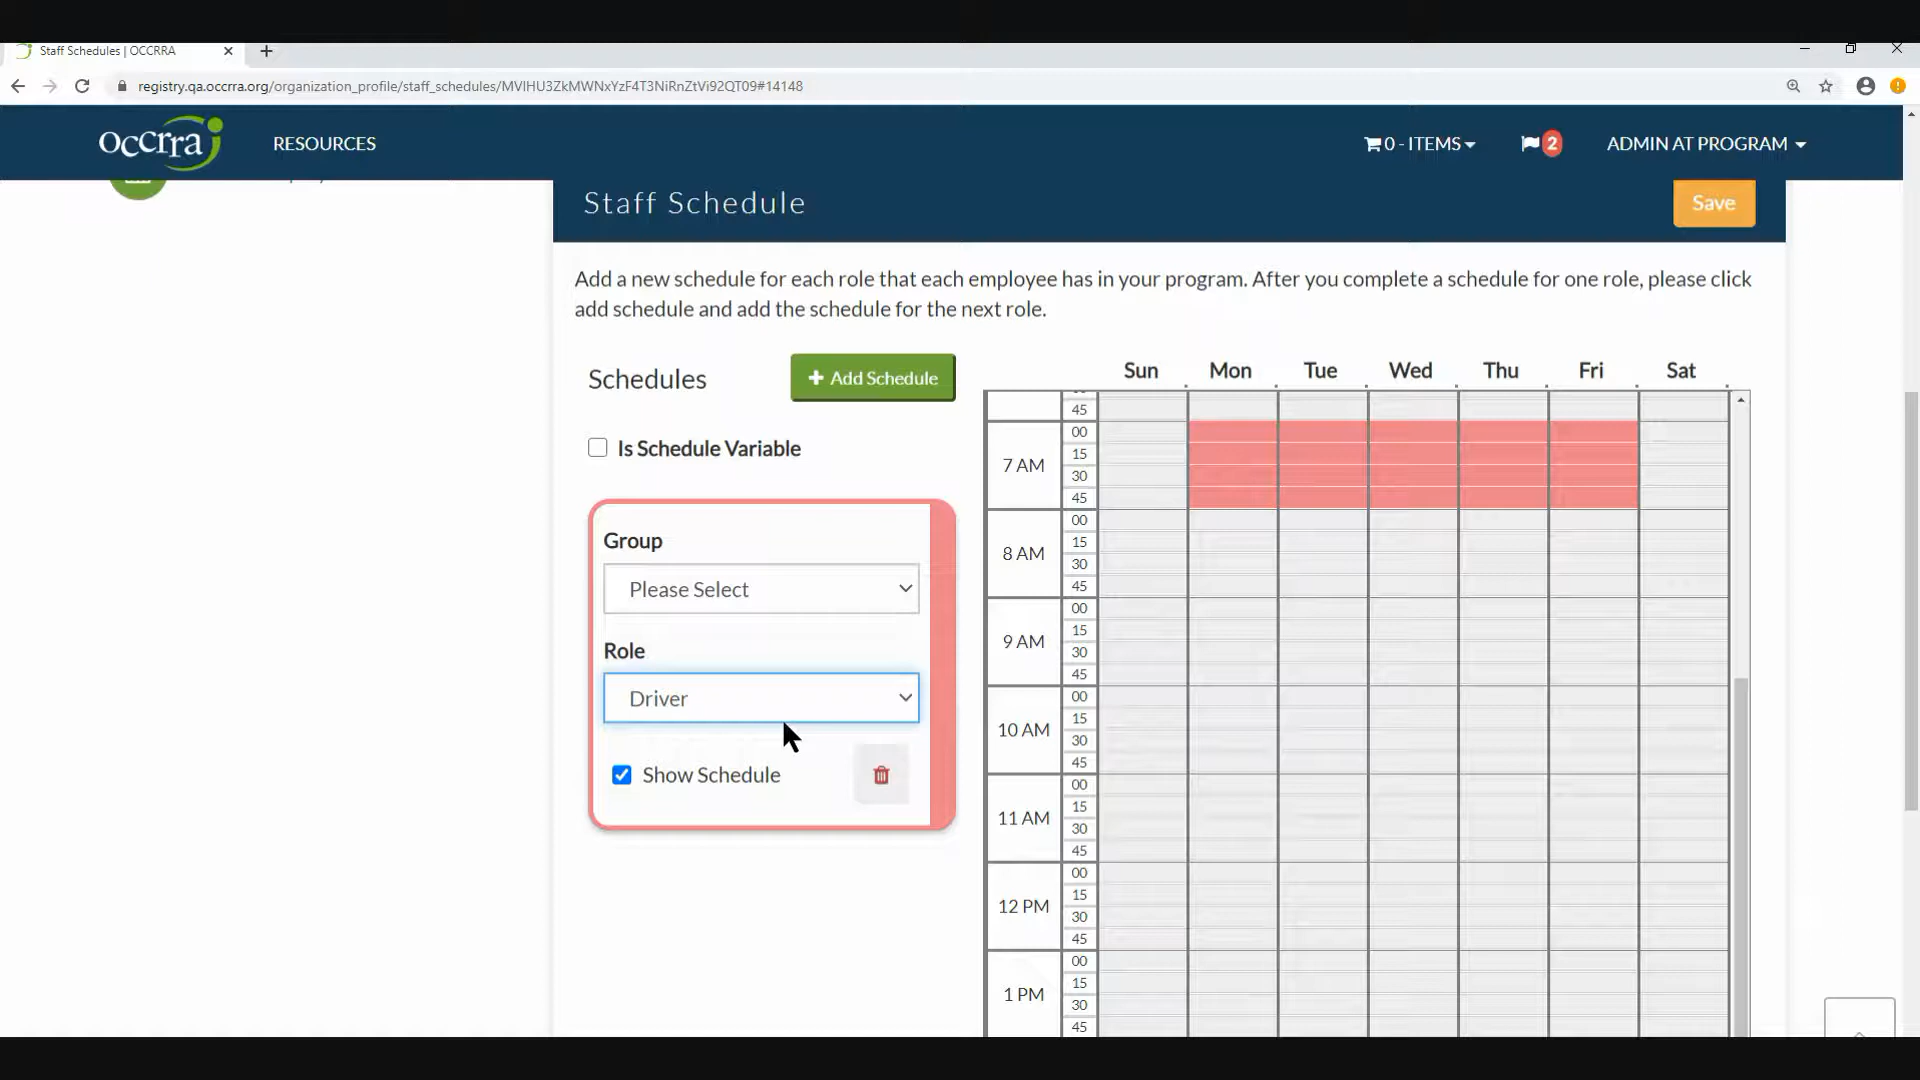 Staff Schedules | OCCRRA
registry.qa.occrra.org/organization_profile/staff_schedules/MVlHU3ZkMWNxYzF4T3NiRnZtVi92QT09#14148
occrra
RESOURCES
0 - ITEMS
2
ADMIN AT PROGRAM
Staff Schedule
Save
Add a new schedule for each role that each employee has in your program. After you complete a schedule for one role, please click
add schedule and add the schedule for the next role.
Schedules
+ Add Schedule
Is Schedule Variable
Group
Please Select
Role
Driver
Show Schedule
Sun Mon Tue Wed Thu Fri Sat
45
7 AM
00
15
30
45
8 AM
00
15
30
45
9 AM
00
15
30
45
10 AM
00
15
30
45
11 AM
00
15
30
45
12 PM
00
15
30
45
1 PM
00
15
30
45